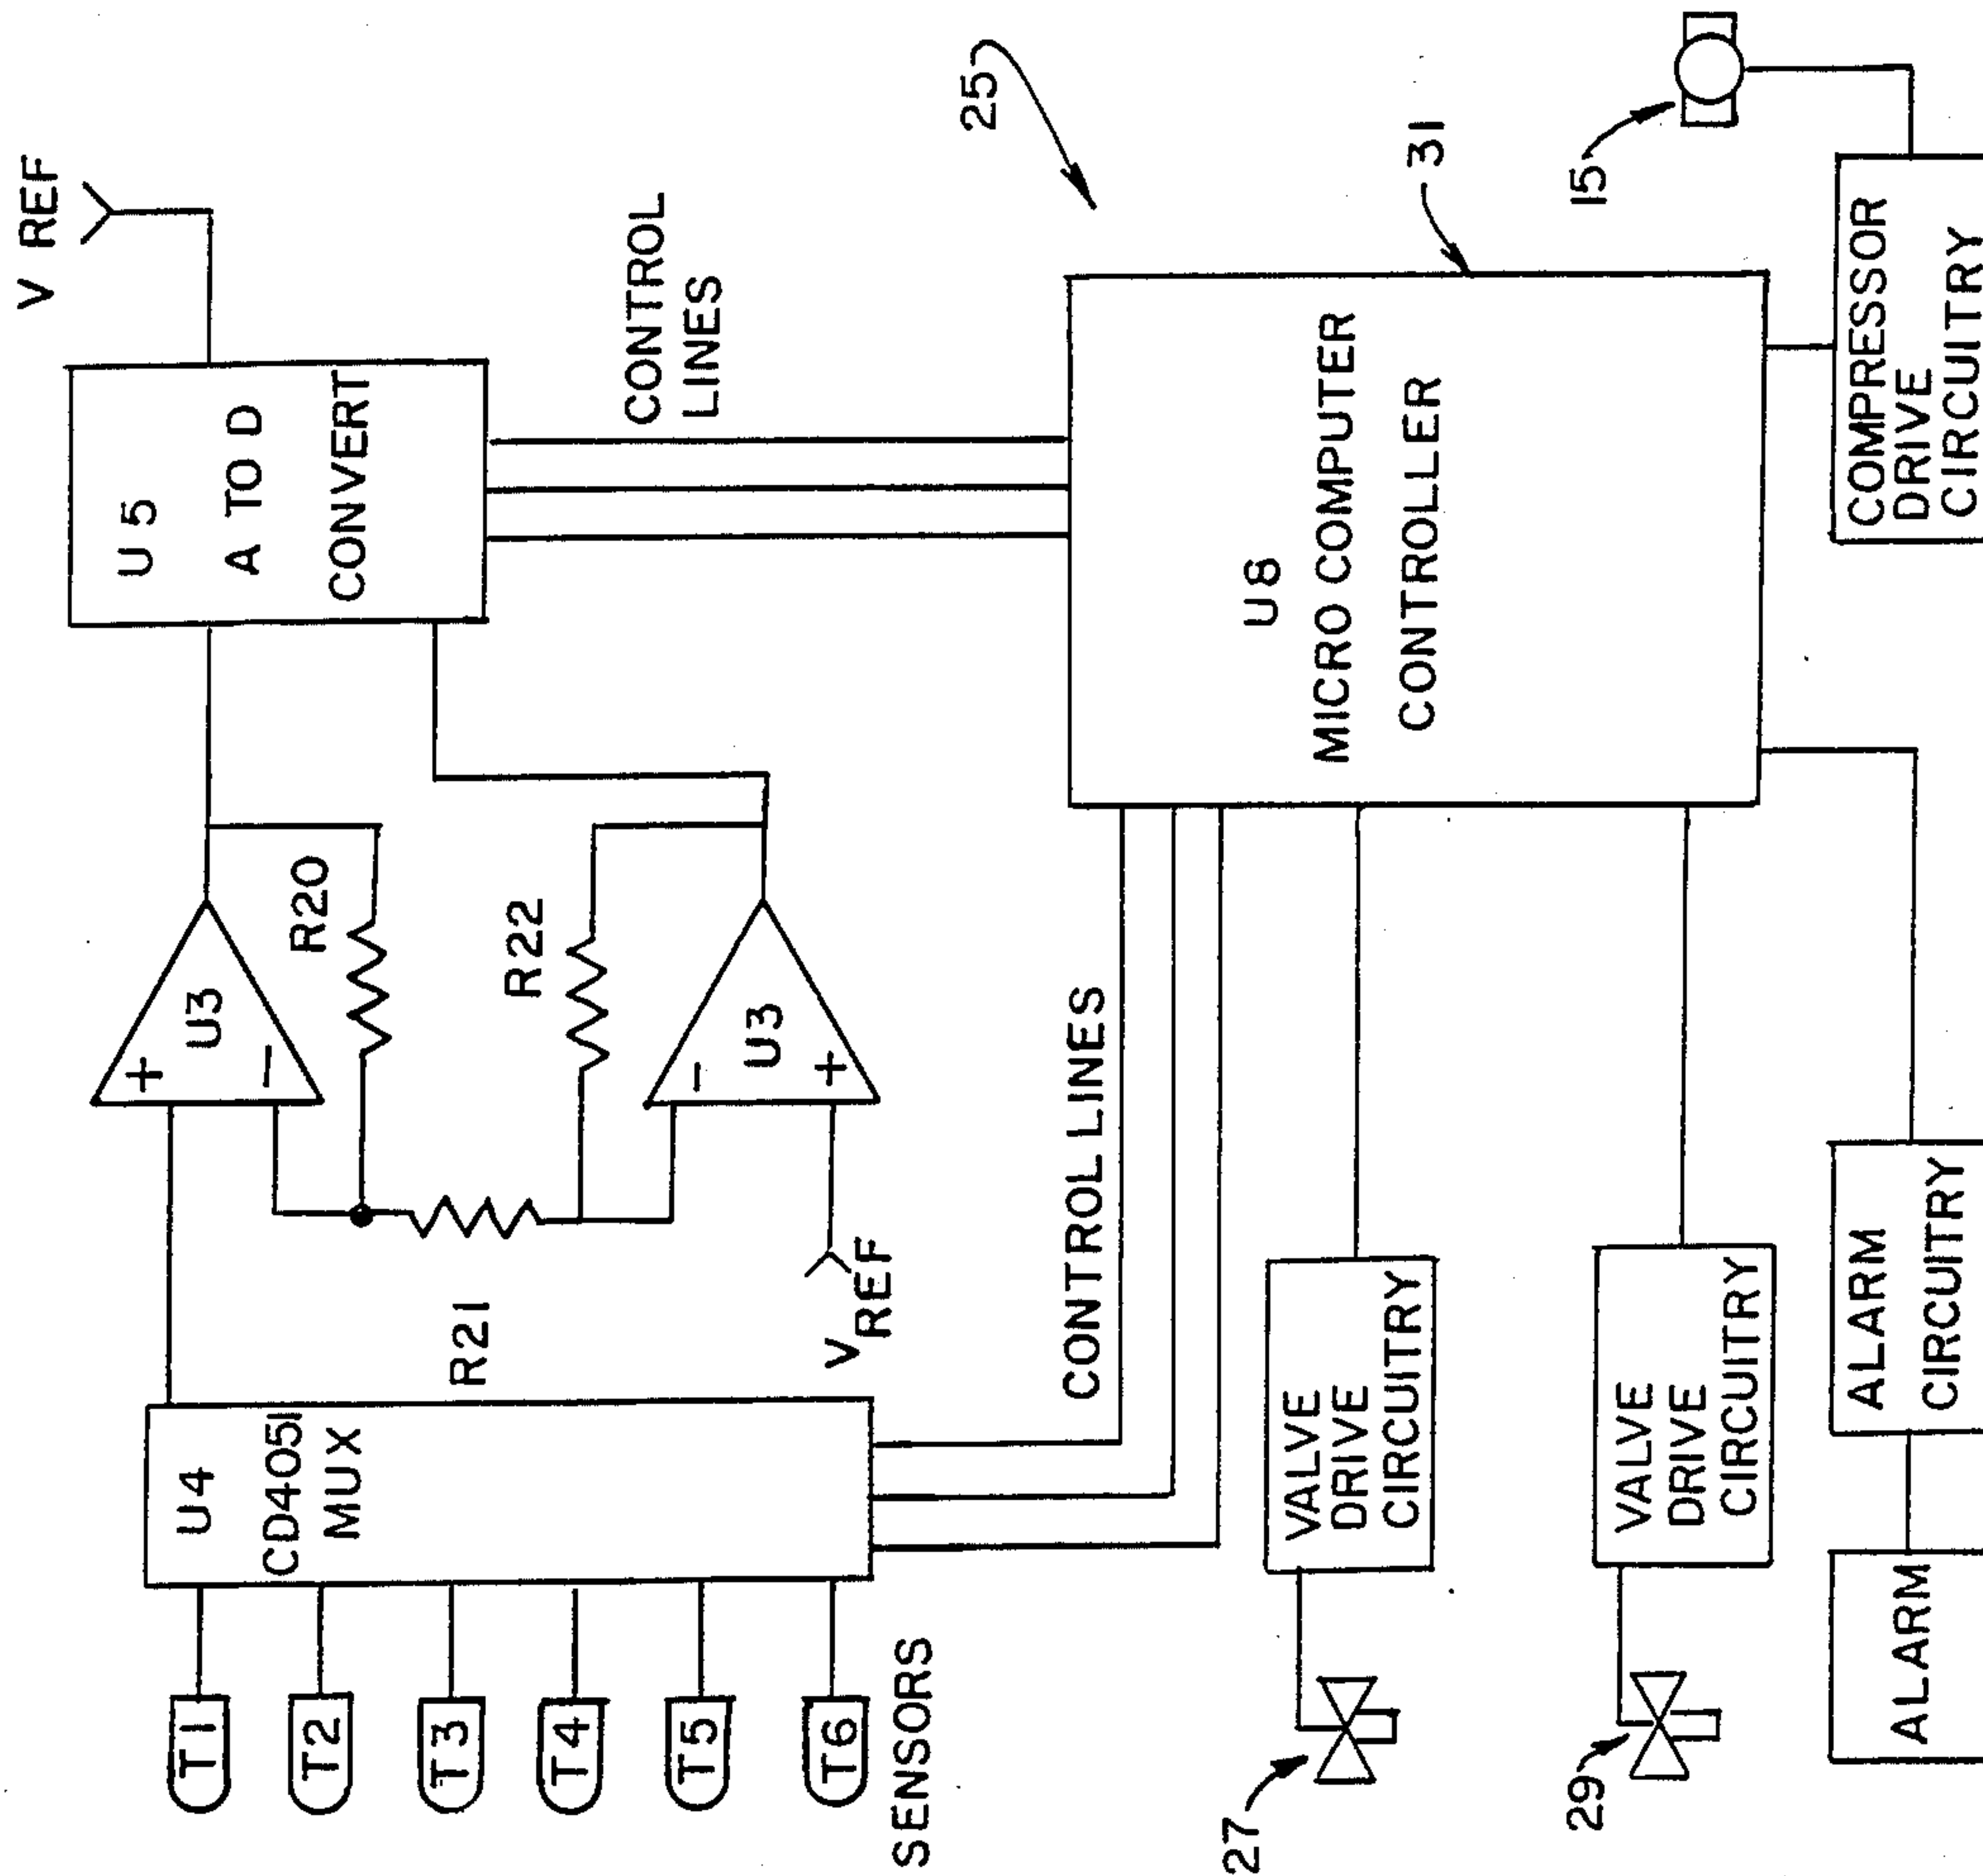 V REF
U5
A TO D
CONVERT
CONTROL
LINES
25
U3
+
-
R20
R22
U3
-
+
R21
V REF
U4
CD4051
MUX
T1
T2
T3
T4
T5
T6
SENSORS
CONTROL LINES
U8
MICRO COMPUTER
CONTROLLER
31
15
COMPRESSOR
DRIVE
CIRCUITRY
VALVE
DRIVE
CIRCUITRY
27
VALVE
DRIVE
CIRCUITRY
29
ALARM
CIRCUITRY
ALARM